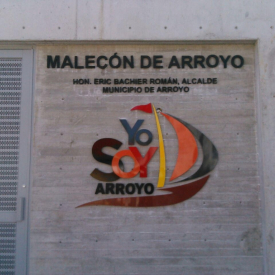 MALECÓN DE ARROYO
HON. ERIC BACHIER ROMÁN, ALCALDE
MUNICIPIO DE ARROYO
Yo
SOY
ARROYO